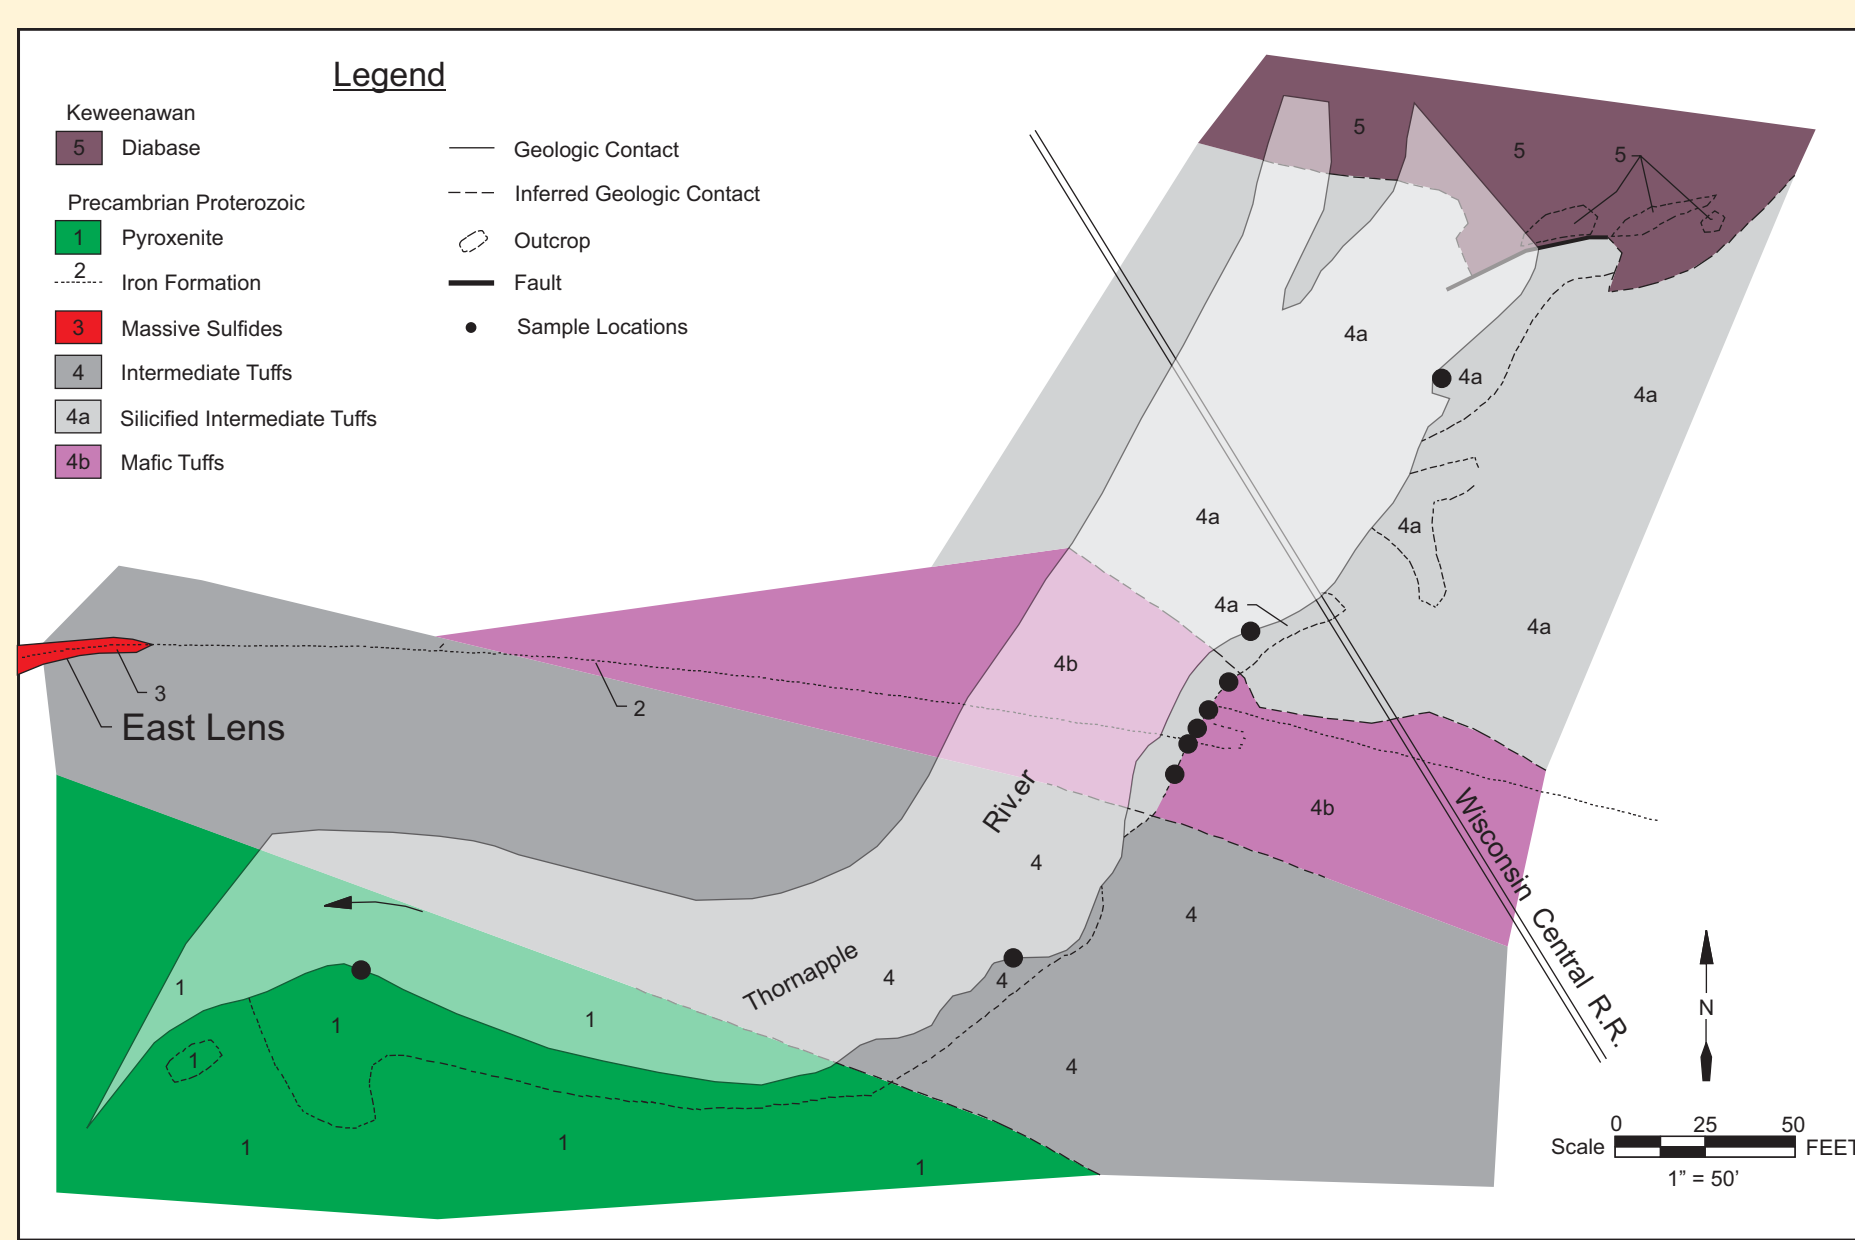 Legend
Keweenawan
5 Diabase
Precambrian Proterozoic
1 Pyroxenite
2 Iron Formation
3 Massive Sulfides
4 Intermediate Tuffs
4a Silicified Intermediate Tuffs
4b Mafic Tuffs
Geologic Contact
Inferred Geologic Contact
Outcrop
Fault
Sample Locations
5
5
5
4a
4a
4a
4a
4a
4a
4a
4b
3
2
East Lens
4b
Riv.er
Wisconsin Central R.R.
4
4
Thornapple
4
4
4
1
1
1
1
1
1
1
N
0 25 50
Scale FEET
1” = 50’